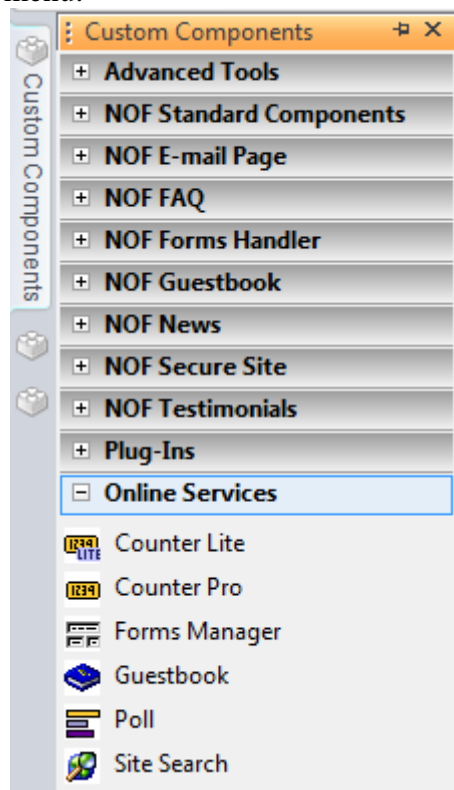 Custom Components
Custom Components
Advanced Tools
NOF Standard Components
NOF E-mail Page
NOF FAQ
NOF Forms Handler
NOF Guestbook
NOF News
NOF Secure Site
NOF Testimonials
Plug-Ins
Online Services
Counter Lite
Counter Pro
Forms Manager
Guestbook
Poll
Site Search